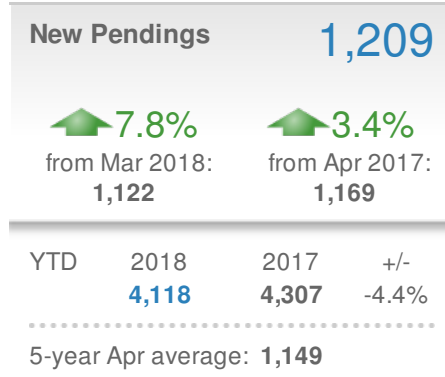 New Pendings 1,209
7.8% 3.4%
from Mar 2018: from Apr 2017:
1,122 1,169
YTD 2018 2017 +/-
4,118 4,307 -4.4%
5-year Apr average: 1,149